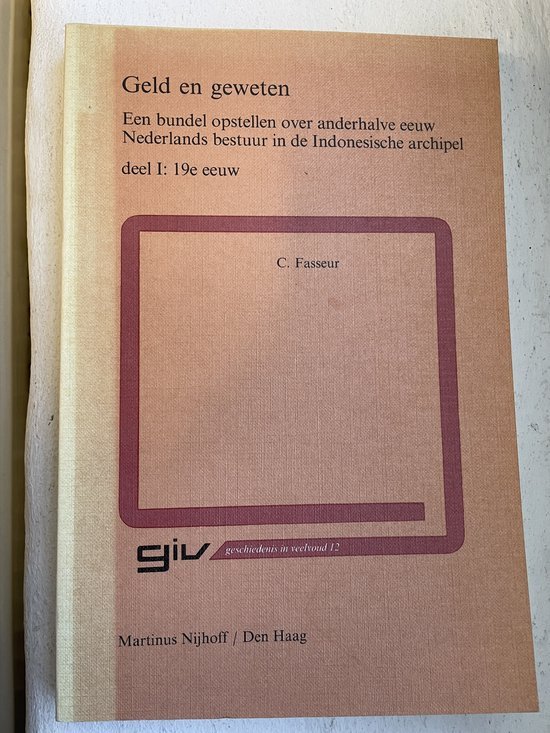 Geld en geweten
Een bundel opstellen over anderhalve eeuw
Nederlands bestuur in de Indonesische archipel
deel I: 19e eeuw
C. Fasseur
giv
geschiedenis in veelvoud 12
Martinus Nijhoff / Den Haag